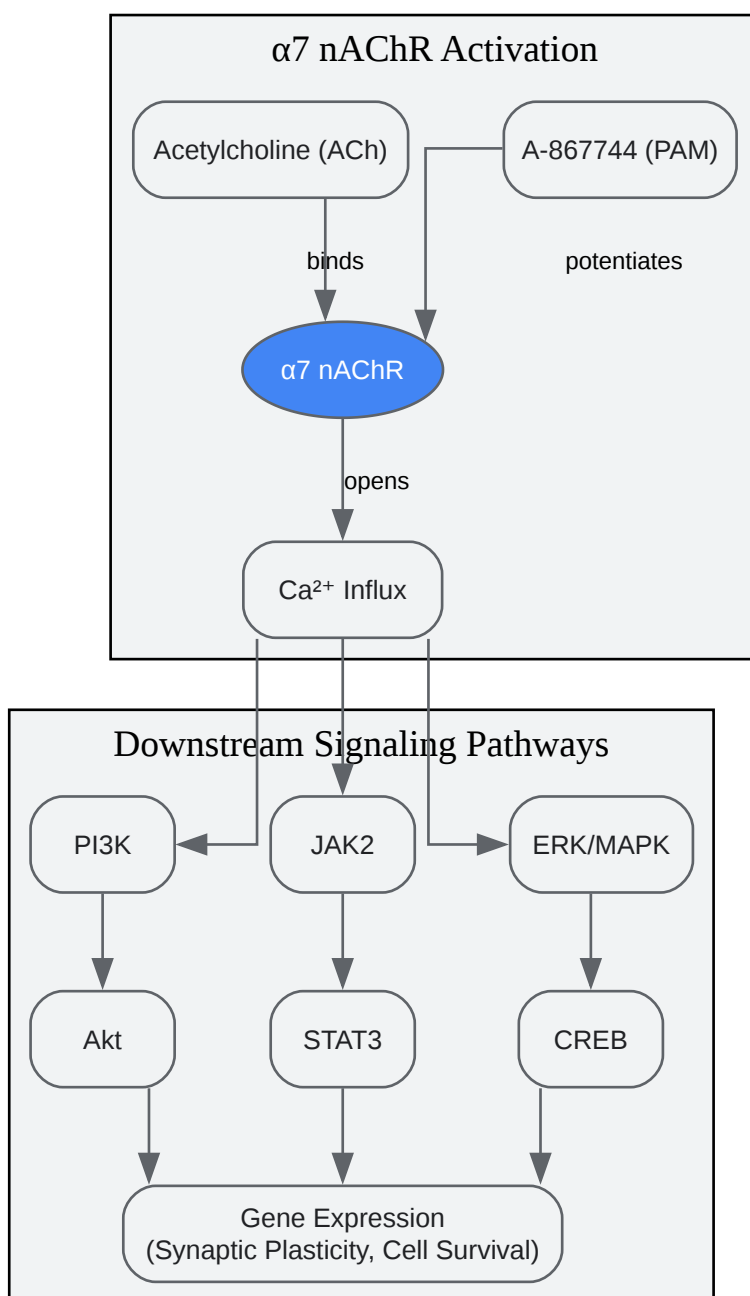 α7 nAChR Activation
Acetylcholine (ACh)
A-867744 (PAM)
binds
potentiates
α7 nAChR
opens
Ca²⁺ Influx
Downstream Signaling Pathways
PI3K
JAK2
ERK/MAPK
Akt
STAT3
CREB
Gene Expression
(Synaptic Plasticity, Cell Survival)